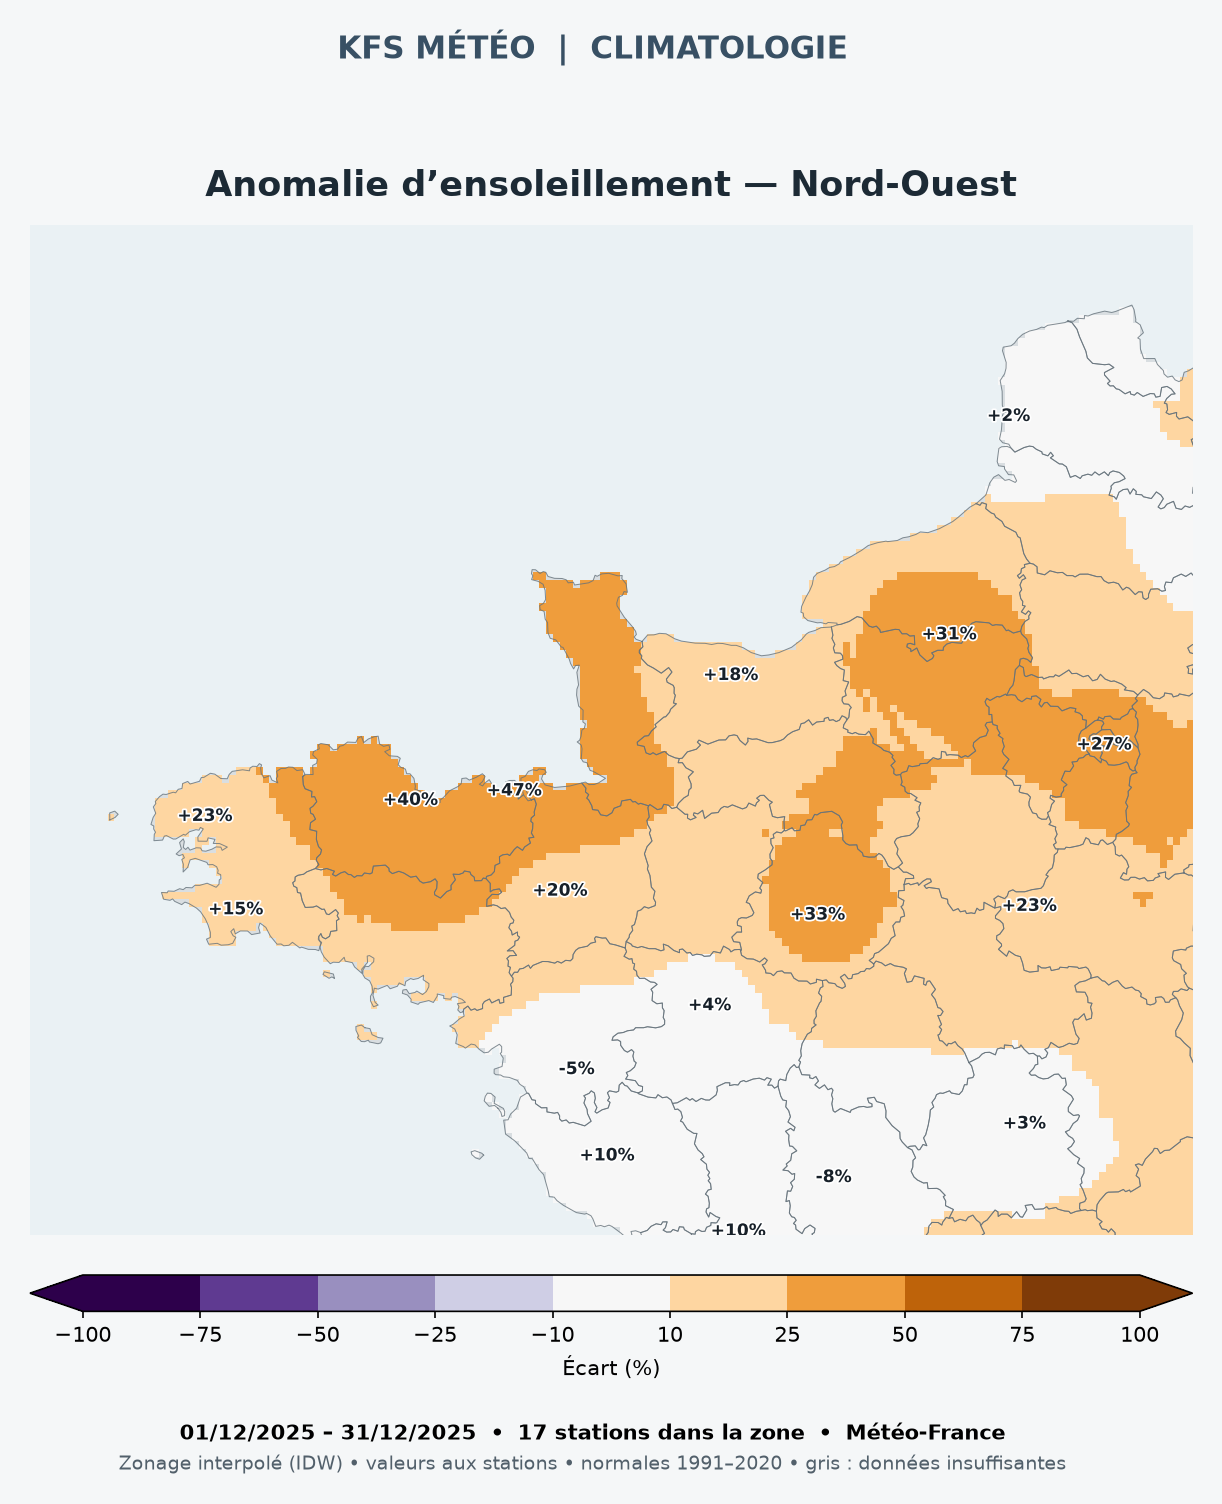 KFS MÉTÉO | CLIMATOLOGIE
Anomalie d’ensoleillement — Nord-Ouest
+2%
+31%
+18%
+27%
+47%
+40%
+23%
+20%
+23%
+15%
+33%
+4%
-5%
+3%
+10%
-8%
+10%
−100 −75 −50 −25 −10 10 25 50 75 100
Écart (%)
01/12/2025 – 31/12/2025 • 17 stations dans la zone • Météo-France
Zonage interpolé (IDW) • valeurs aux stations • normales 1991–2020 • gris : données insuffisantes